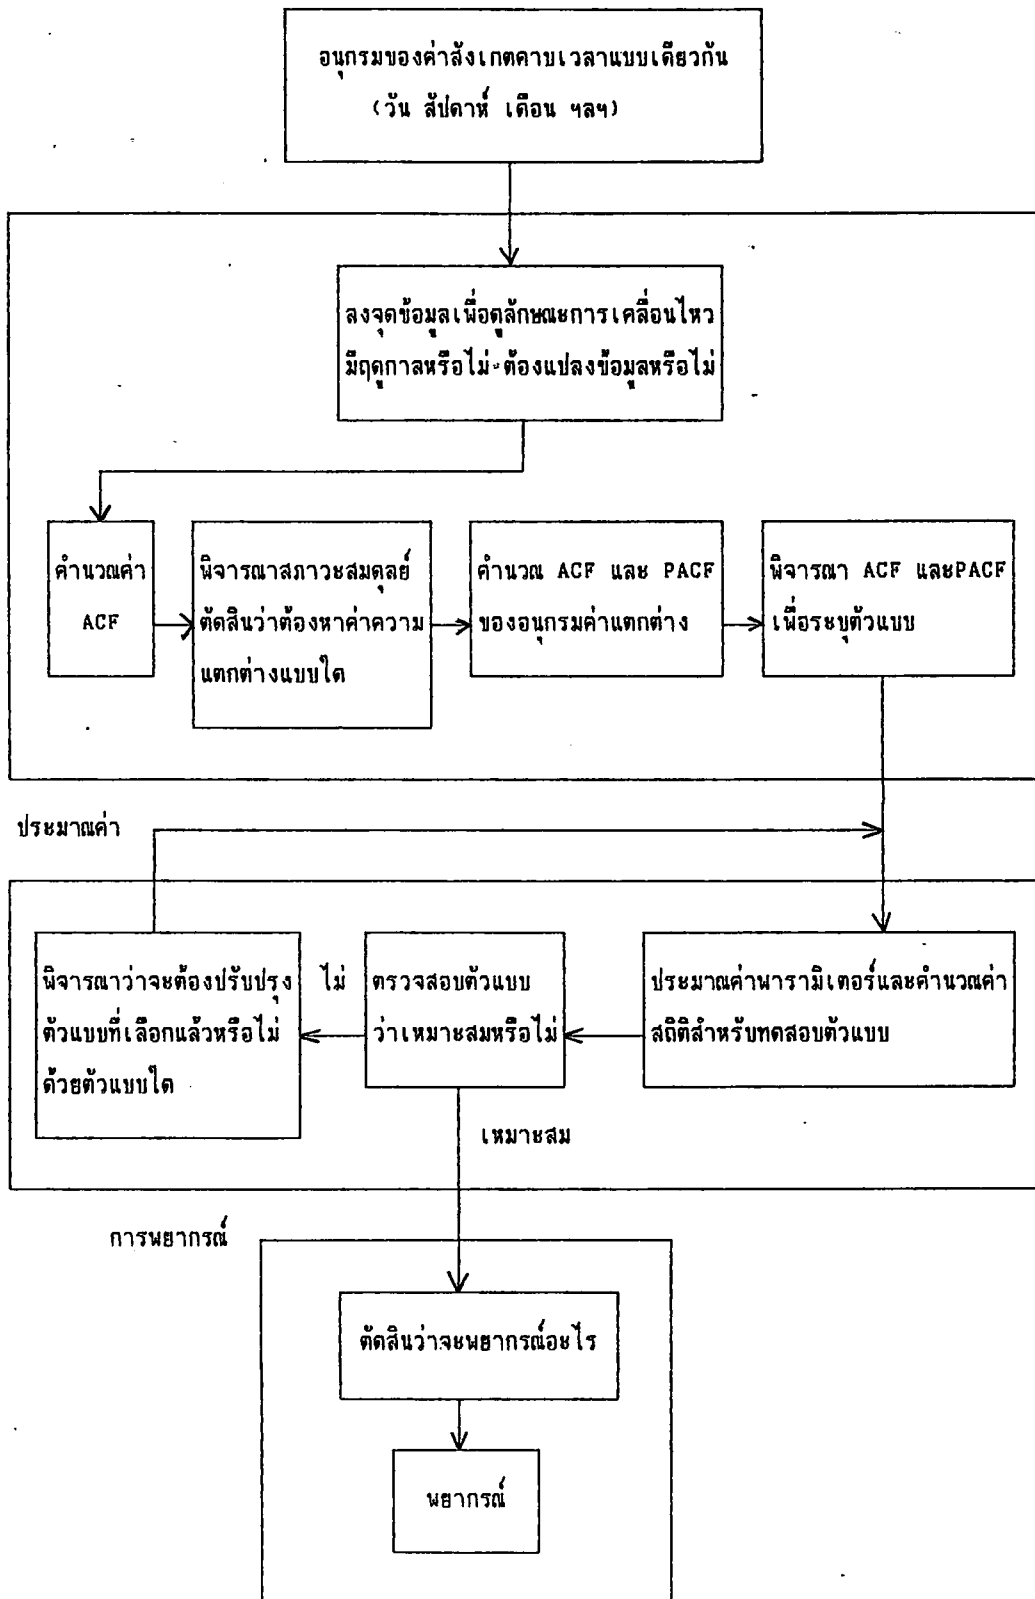 อนุกรมของค่าสังเกตคาบเวลาแบบเดียวกัน
(วัน สัปดาห์ เดือน ฯลฯ)
ลงจุดข้อมูลเพื่อดูลักษณะการเคลื่อนไหว
มีฤดูกาลหรือไม่ ต้องแปลงข้อมูลหรือไม่
คำนวณค่า
ACF
พิจารณาสภาวะสมดุลย์
ตัดสินว่าต้องหาค่าความ
แตกต่างแบบใด
คำนวณ ACF และ PACF
ของอนุกรมค่าแตกต่าง
พิจารณา ACF และPACF
เพื่อระบุตัวแบบ
ประมาณค่า
พิจารณาว่าจะต้องปรับปรุง
ตัวแบบที่เลือกแล้วหรือไม่
ด้วยตัวแบบใด
ไม่
ตรวจสอบตัวแบบ
ว่าเหมาะสมหรือไม่
ประมาณค่าพารามิเตอร์และคำนวณค่า
สถิติสำหรับทดสอบตัวแบบ
เหมาะสม
การพยากรณ์
ตัดสินว่าจะพยากรณ์อะไร
พยากรณ์